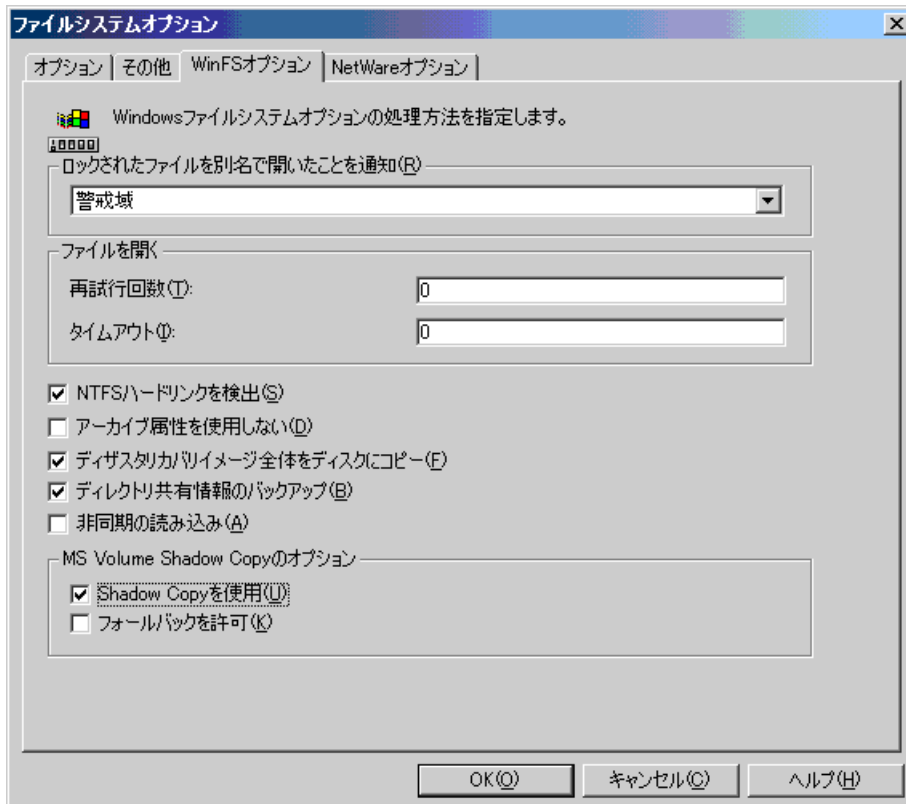 ファイルシステムオプション
オプション
その他
WinFSオプション
NetWareオプション
Windowsファイルシステムオプションの処理方法を指定します。
ロックされたファイルを別名で開いたことを通知(R)
警戒域
ファイルを開く
再試行回数(T): 0
タイムアウト(I): 0
NTFSハードリンクを検出(S)
アーカイブ属性を使用しない(D)
ディザスタリカバリイメージ全体をディスクにコピー(F)
ディレクトリ共有情報のバックアップ(B)
非同期の読み込み(A)
MS Volume Shadow Copyのオプション
Shadow Copyを使用(U)
フォールバックを許可(K)
OK(O)
キャンセル(C)
ヘルプ(H)